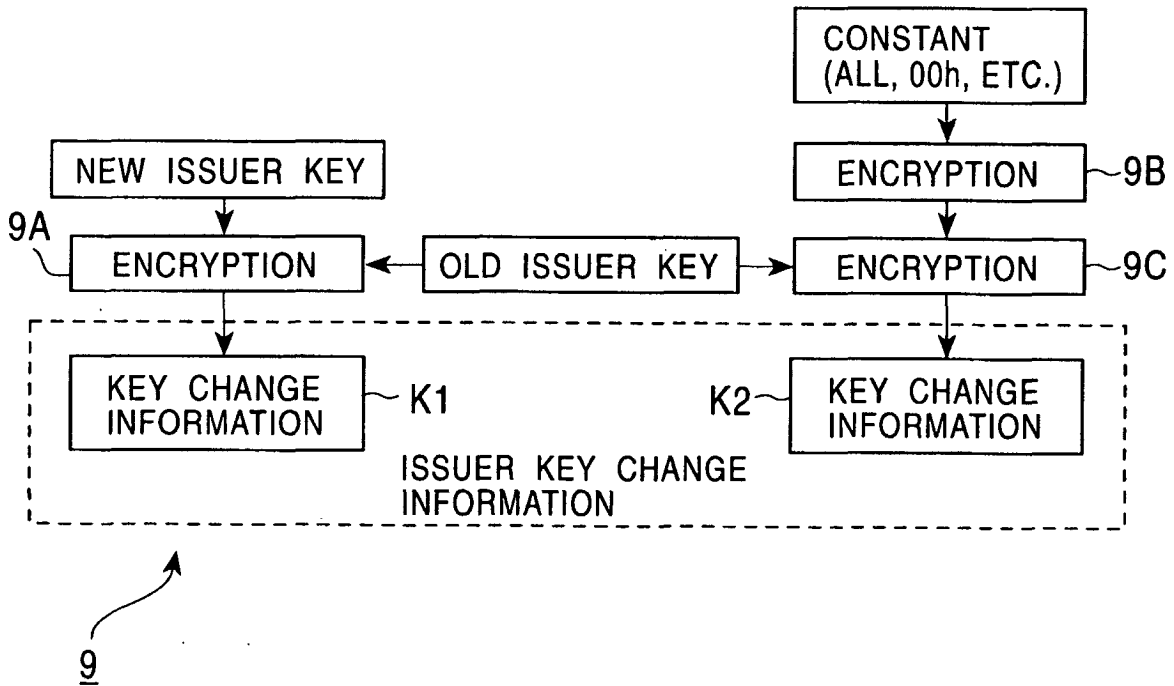 CONSTANT
(ALL, 00h, ETC.)
NEW ISSUER KEY
ENCRYPTION
9B
9A
ENCRYPTION
OLD ISSUER KEY
ENCRYPTION
9C
KEY CHANGE
INFORMATION
K1
K2
KEY CHANGE
INFORMATION
ISSUER KEY CHANGE
INFORMATION
9